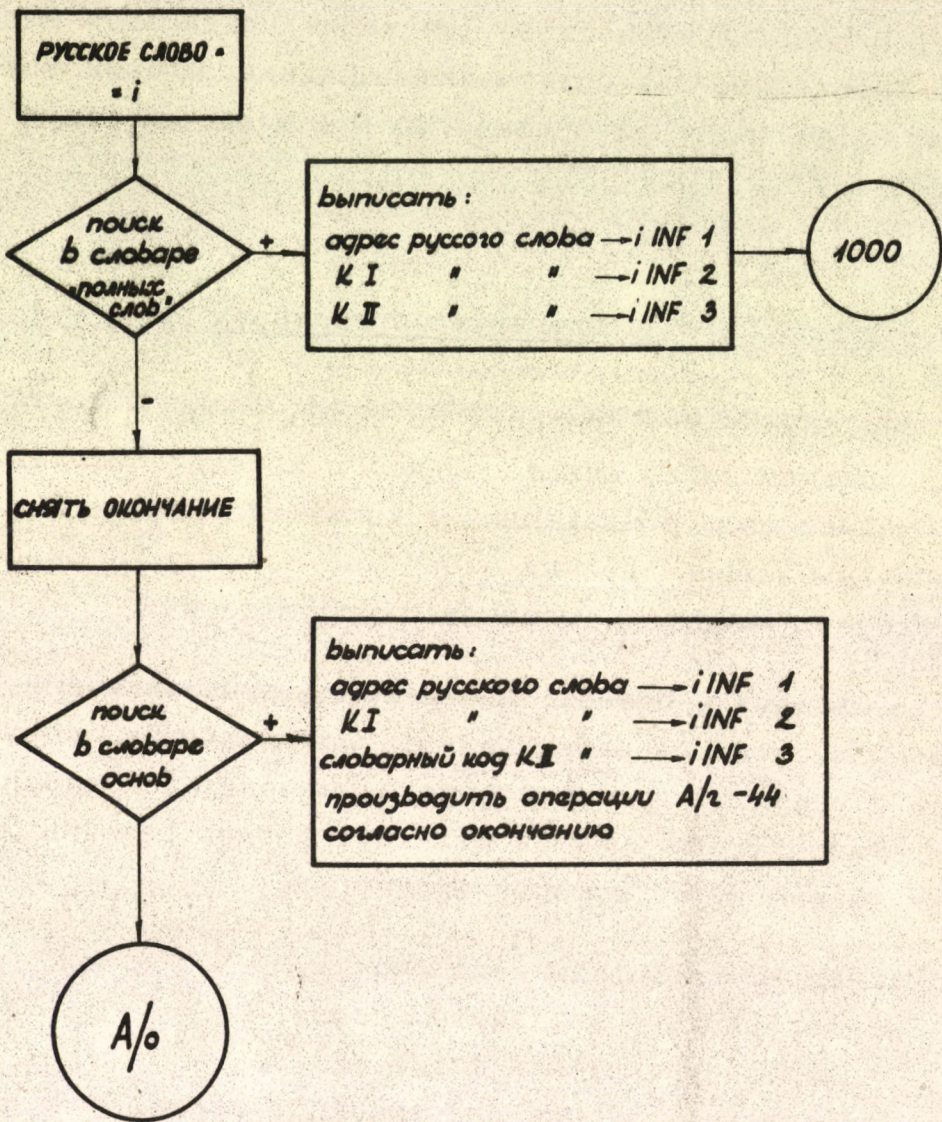 РУССКОЕ СЛОВО =
= i
поиск
в словаре
„полных
слов"
+
выписать:
адрес руссого слова → i INF 1
К I " " → i INF 2
К II " " → i INF 3
1000
-
СНЯТЬ ОКОНЧАНИЕ
поиск
в словаре
основ
+
выписать:
адрес русского слова → i INF 1
К I " " → i INF 2
словарный код К II " → i INF 3
производить операции А/г -44
согласно окончанию
А/о